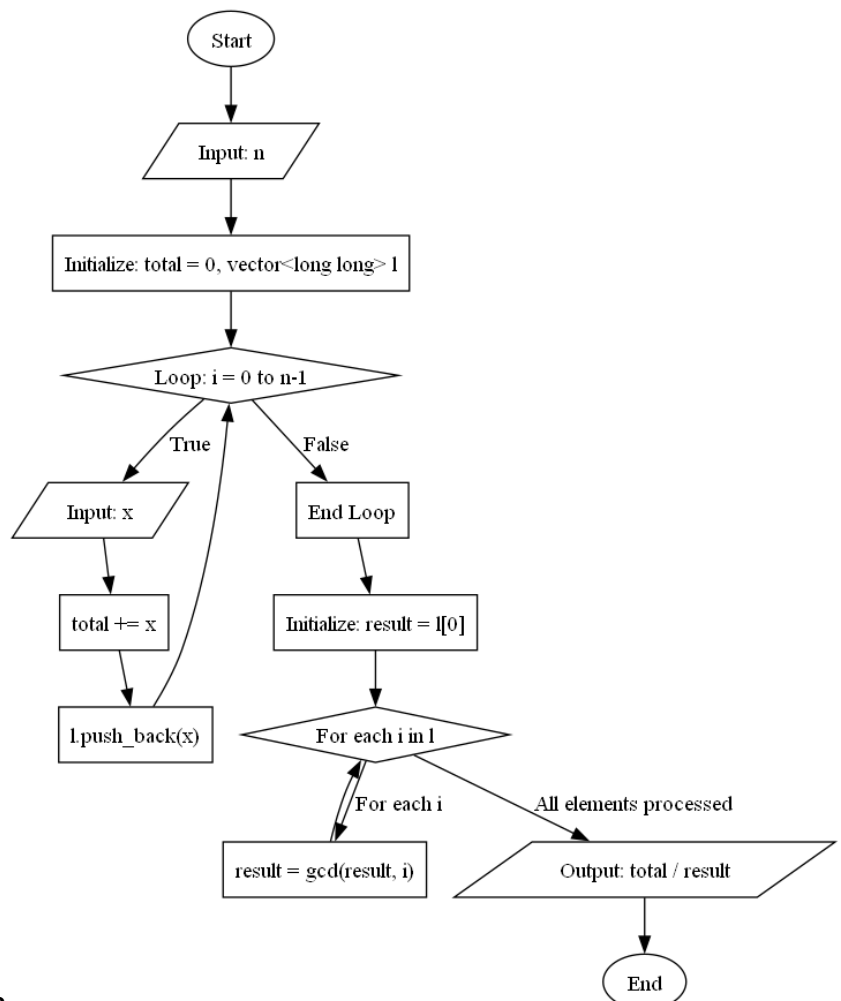 Start
Input: n
Initialize: total = 0, vector<long long> l
Loop: i = 0 to n-1
True
False
Input: x
End Loop
total += x
Initialize: result = l[0]
l.push_back(x)
For each i in l
For each i
All elements processed
result = gcd(result, i)
Output: total / result
End